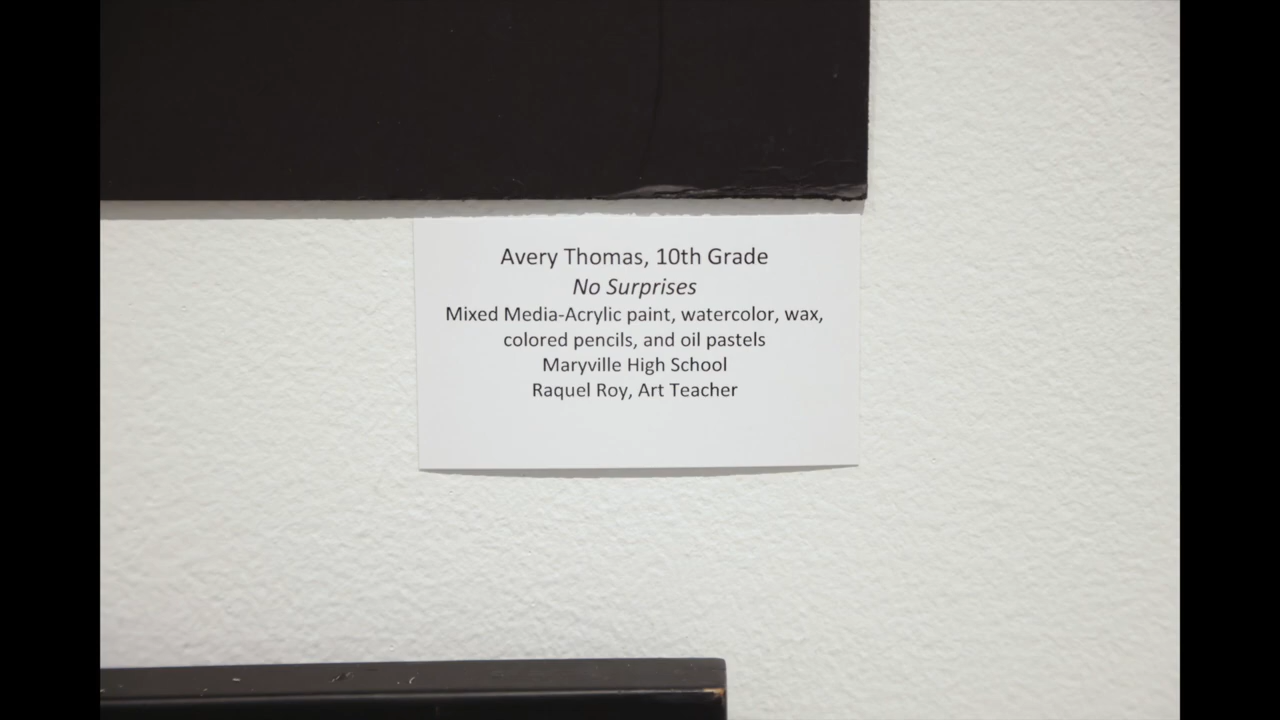 Avery Thomas, 10th Grade
No Surprises
Mixed Media-Acrylic paint, watercolor, wax,
colored pencils, and oil pastels
Maryville High School
Raquel Roy, Art Teacher